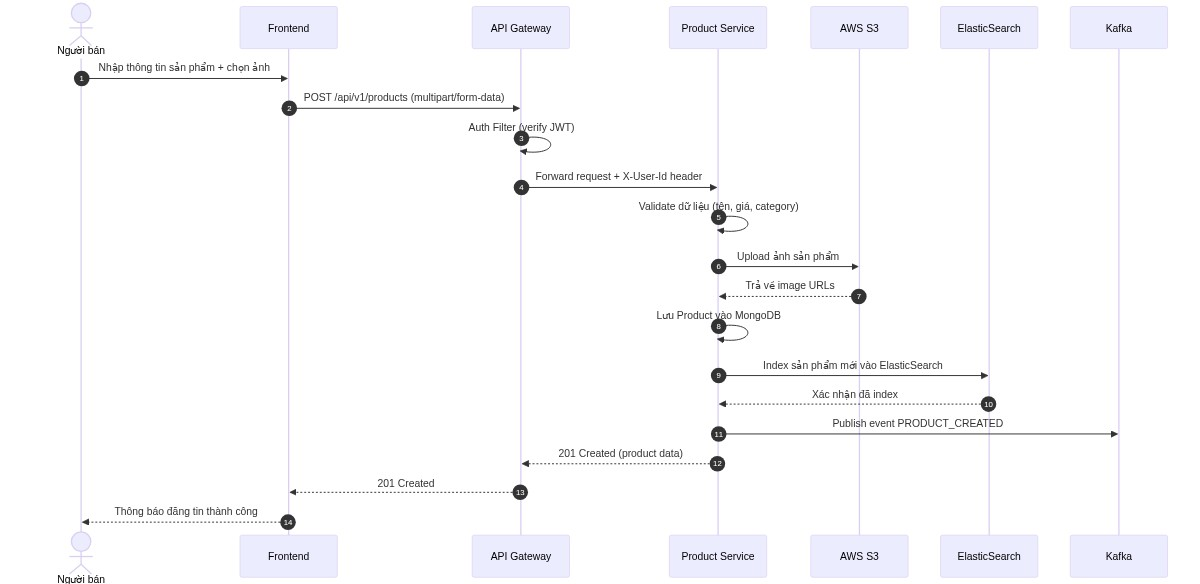 Người bán
Frontend
API Gateway
Product Service
AWS S3
ElasticSearch
Kafka
1
Nhập thông tin sản phẩm + chọn ảnh
2
POST /api/v1/products (multipart/form-data)
Auth Filter (verify JWT)
3
4
Forward request + X-User-Id header
Validate dữ liệu (tên, giá, category)
5
6
Upload ảnh sản phẩm
Trả về image URLs
7
Lưu Product vào MongoDB
8
9
Index sản phẩm mới vào ElasticSearch
Xác nhận đã index
10
11
Publish event PRODUCT_CREATED
201 Created (product data)
12
201 Created
13
Thông báo đăng tin thành công
14
Người bán
Frontend
API Gateway
Product Service
AWS S3
ElasticSearch
Kafka